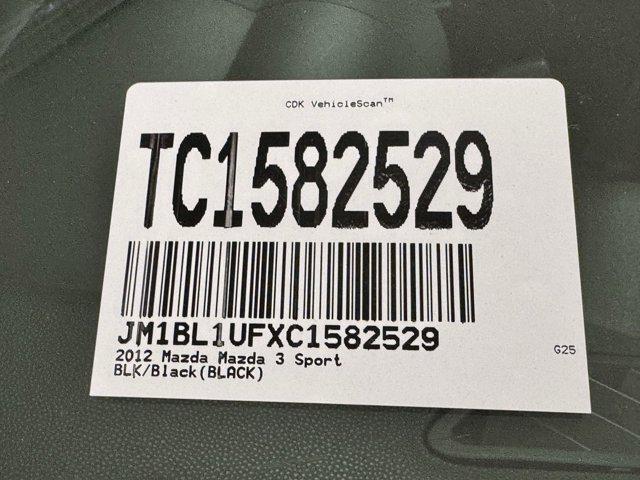 CDK VehicleScan™
TC1582529
JM1BL1UFXC1582529
2012 Mazda Mazda 3 Sport
G25
BLK/Black(BLACK)